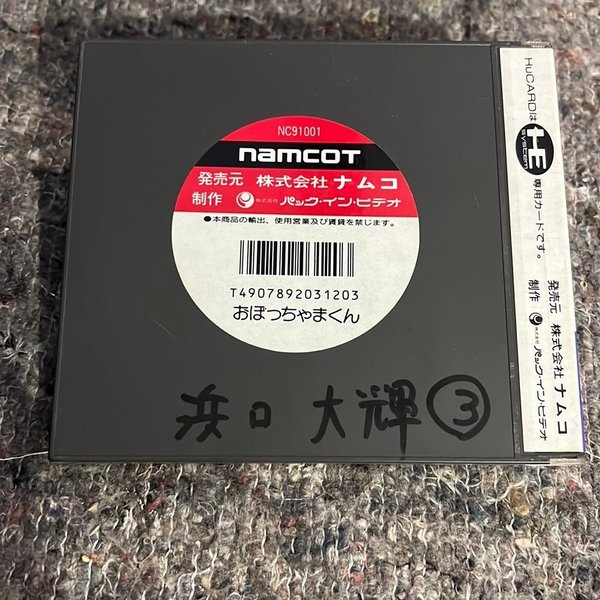 NC91001
namcot
発売元 株式会社ナムコ
制作 株式会社 パック・イン・ビデオ
●本商品の輸出、使用営業及び賃貸を禁じます。
T4907892031203
おぼっちゃまくん
浜口 大輝 ③
HuCARDは HE SYSTEM 専用カードです。
発売元 株式会社ナムコ
制作 株式会社 パック・イン・ビデオ